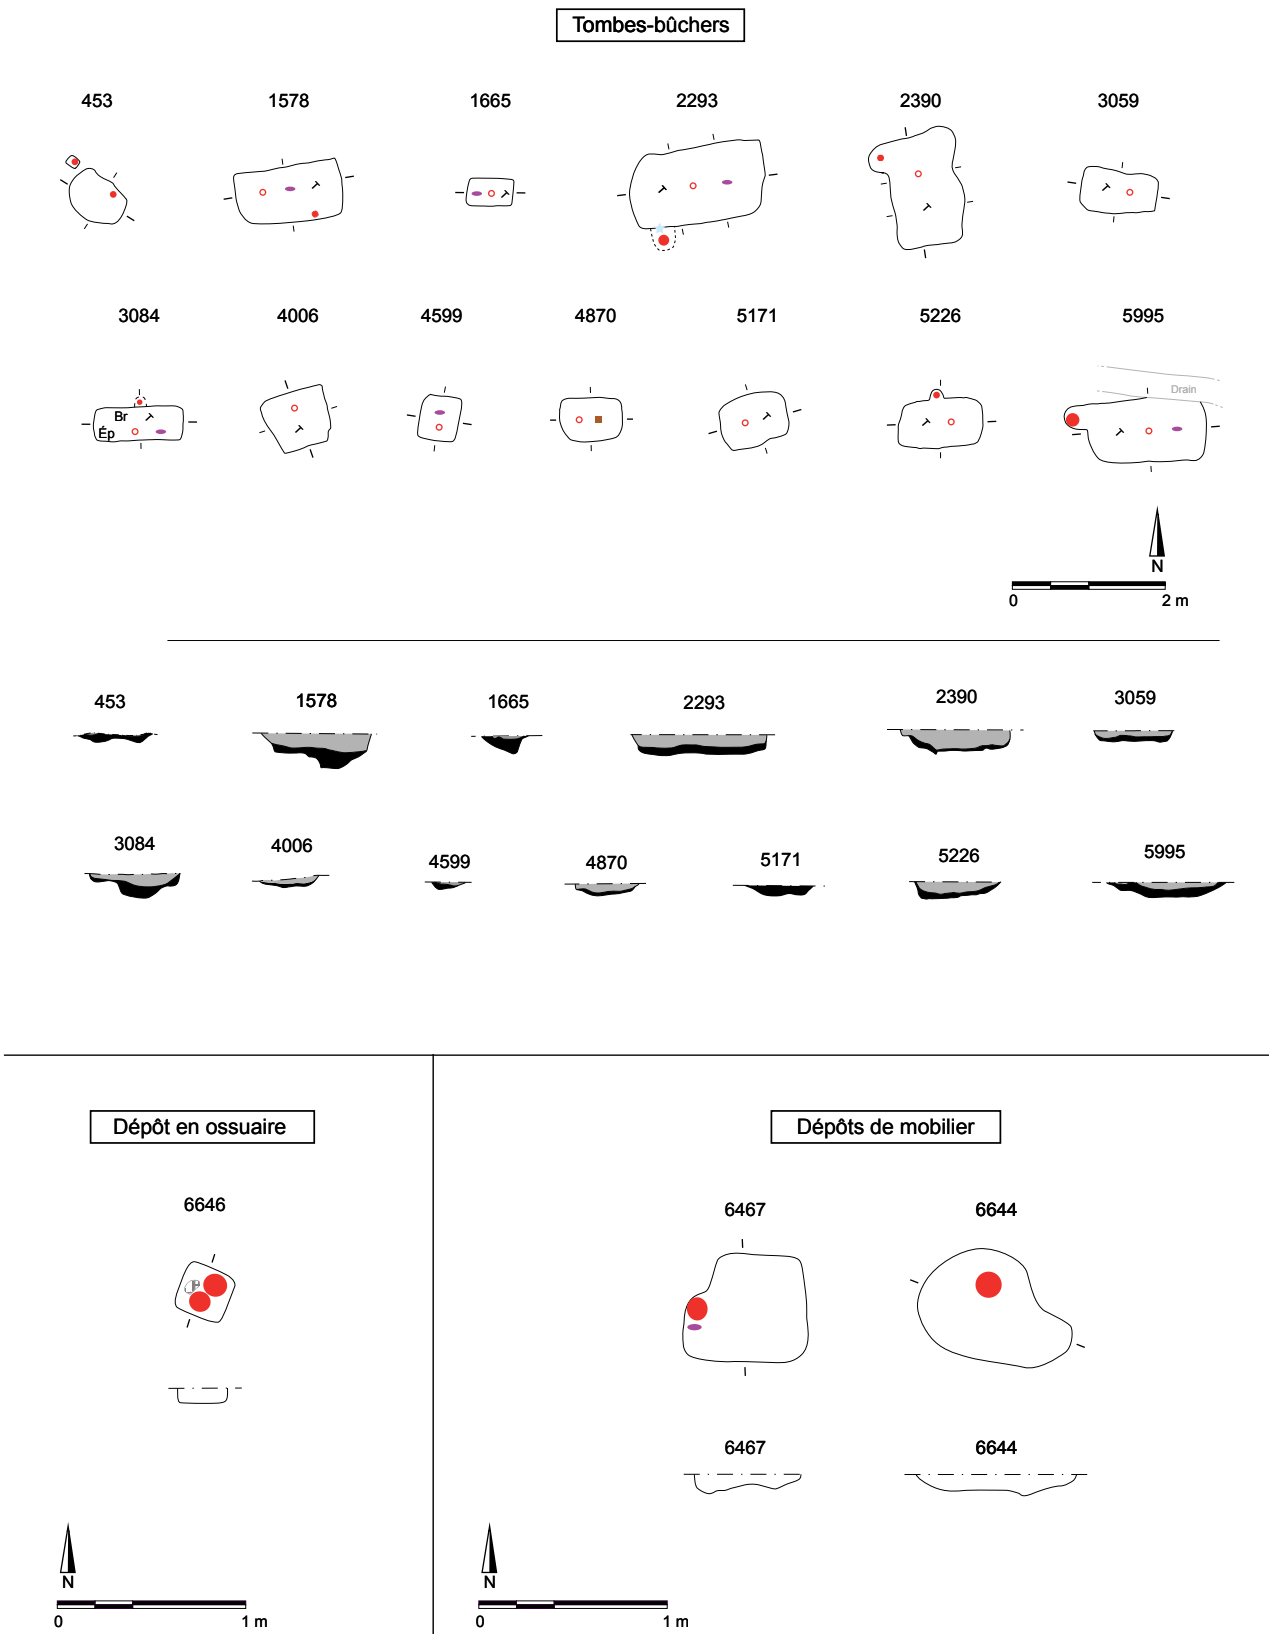 Tombes-bûchers
453 1578 1665 2293 2390 3059
3084 4006 4599 4870 5171 5226 5995
Drain
Br
Ép
N
0 2 m
453 1578 1665 2293 2390 3059
3084 4006 4599 4870 5171 5226 5995
Dépôt en ossuaire
6646
N
0 1 m
Dépôts de mobilier
6467 6644
6467 6644
N
0 1 m